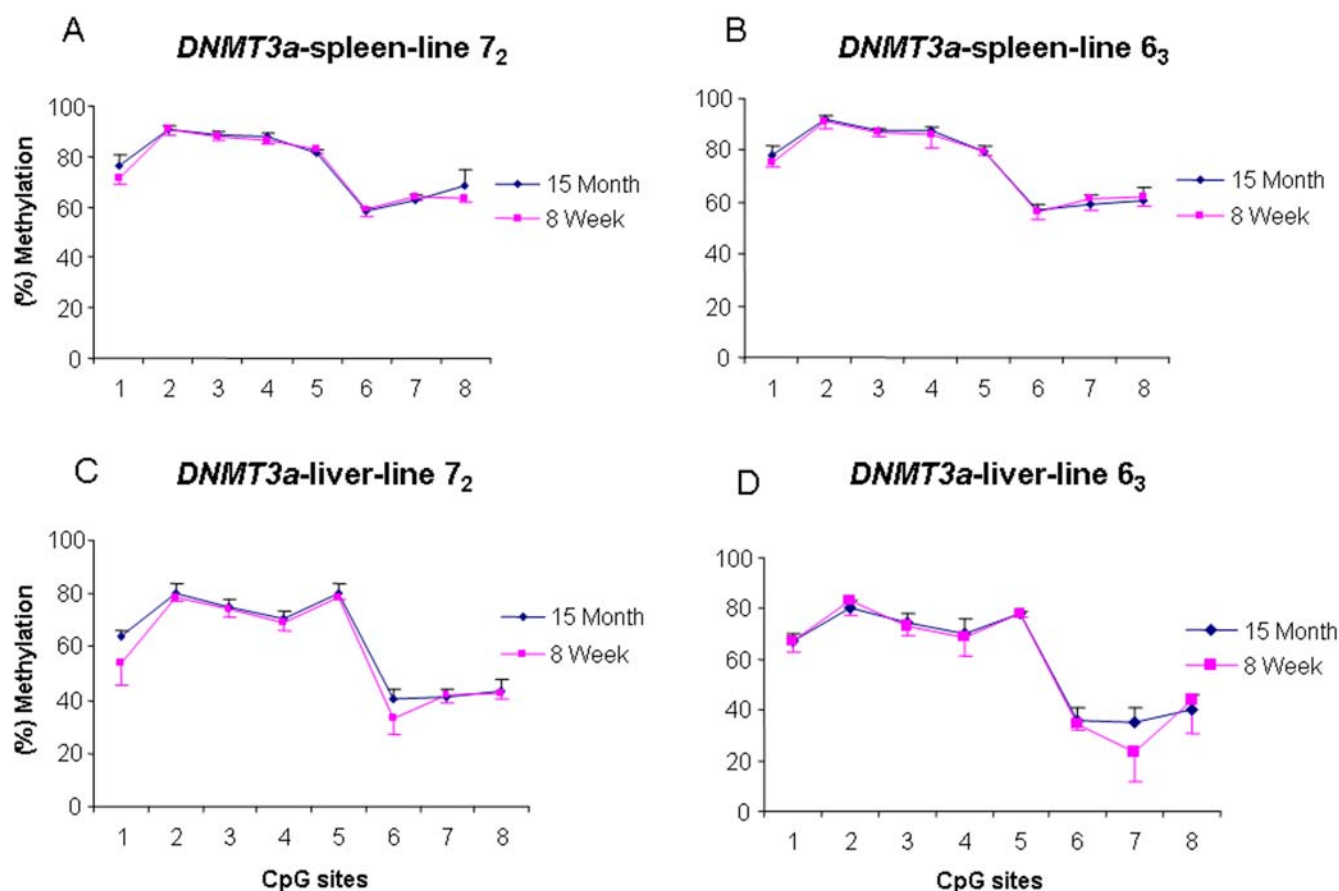 A
DNMT3a-spleen-line 7₂
(%) Methylation
100
80
60
40
20
0
1 2 3 4 5 6 7 8
15 Month
8 Week
B
DNMT3a-spleen-line 6₃
100
80
60
40
20
0
1 2 3 4 5 6 7 8
15 Month
8 Week
C
DNMT3a-liver-line 7₂
(%) Methylation
100
80
60
40
20
0
1 2 3 4 5 6 7 8
CpG sites
15 Month
8 Week
D
DNMT3a-liver-line 6₃
100
80
60
40
20
0
1 2 3 4 5 6 7 8
CpG sites
15 Month
8 Week